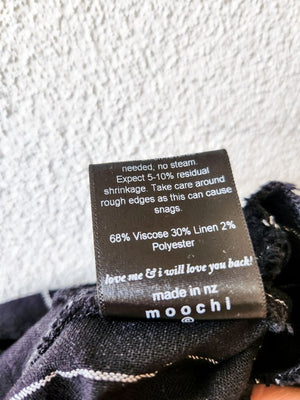 needed, no steam.
Expect 5-10% residual
shrinkage. Take care around
rough edges as this can cause
snags.
68% Viscose 30% Linen 2%
Polyester
love me & i will love you back!
made in nz
moochi
®